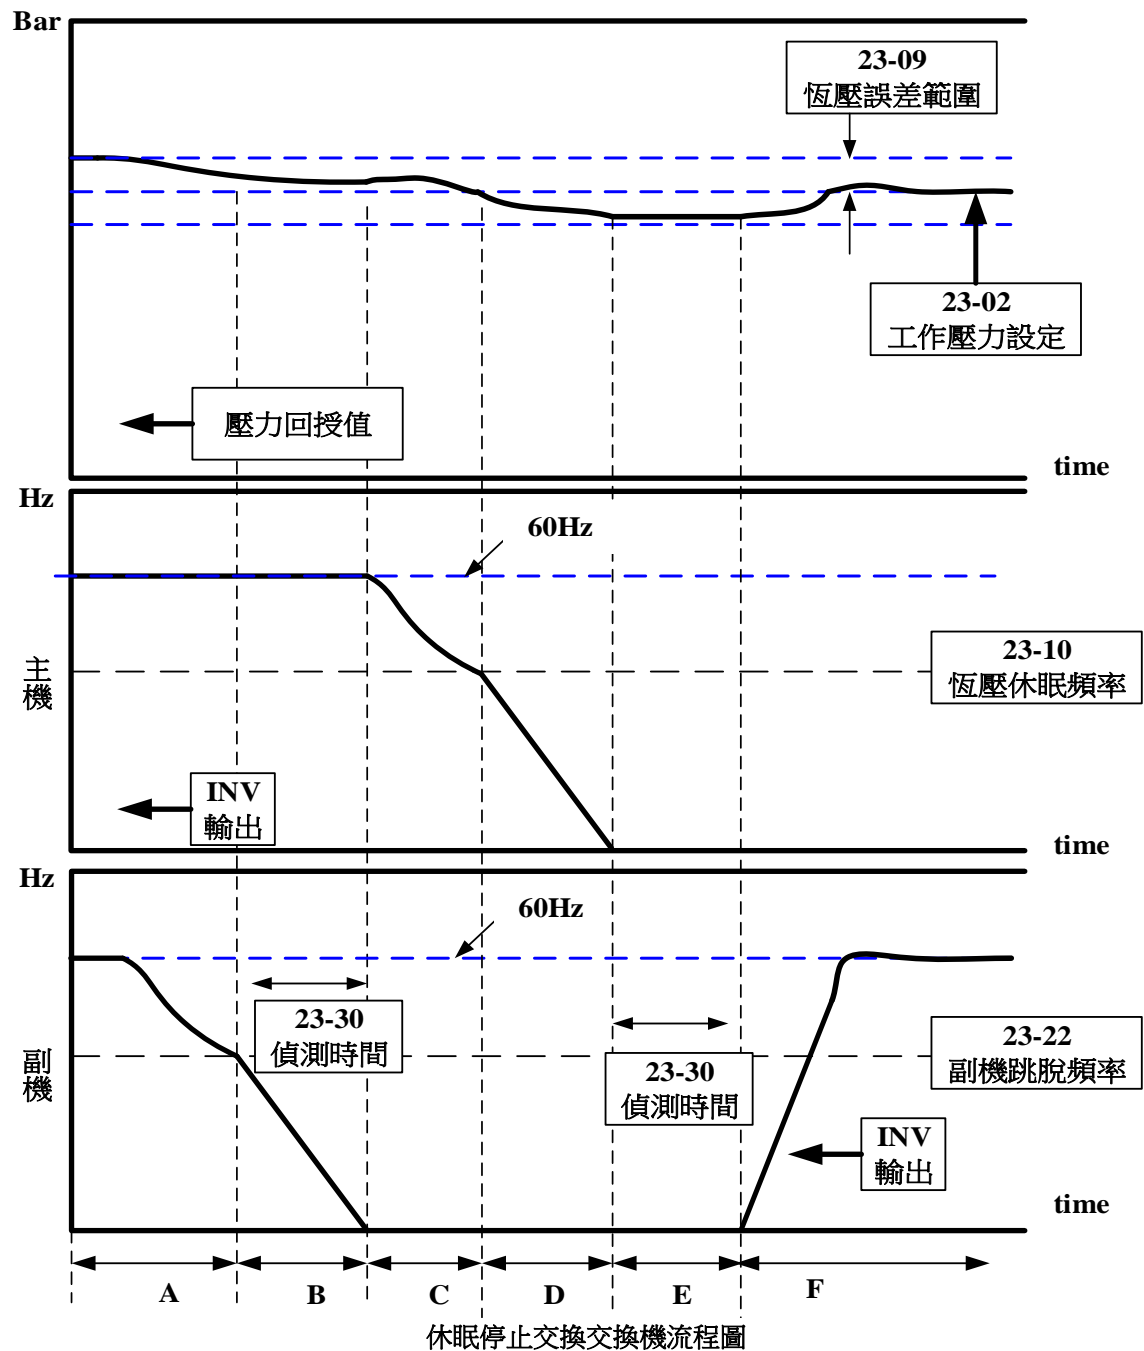 Bar
23-09
恆壓誤差範圍
23-02
工作壓力設定
壓力回授值
time
Hz
60Hz
主機
23-10
恆壓休眠頻率
INV
輸出
time
Hz
60Hz
23-30
偵測時間
副機
23-22
副機跳脫頻率
23-30
偵測時間
INV
輸出
time
A
B
C
D
E
F
休眠停止交換交換機流程圖